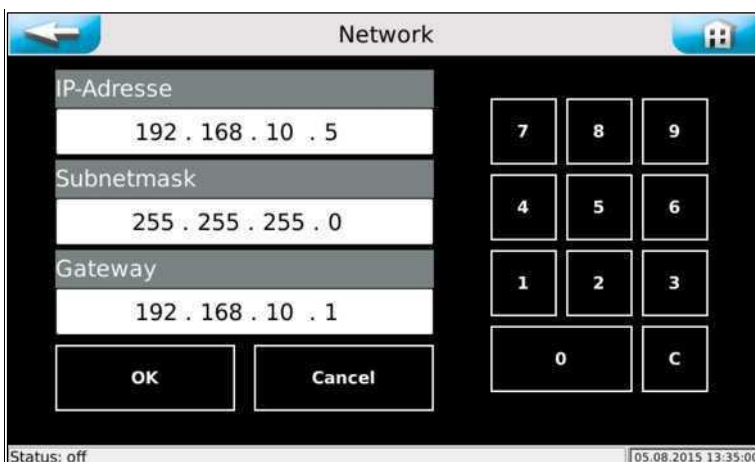 Network
IP-Adresse
192 . 168 . 10 . 5
Subnetmask
255 . 255 . 255 . 0
Gateway
192 . 168 . 10 . 1
OK Cancel
7 8 9
4 5 6
1 2 3
0 C
Status: off
05.08.2015 13:35:00